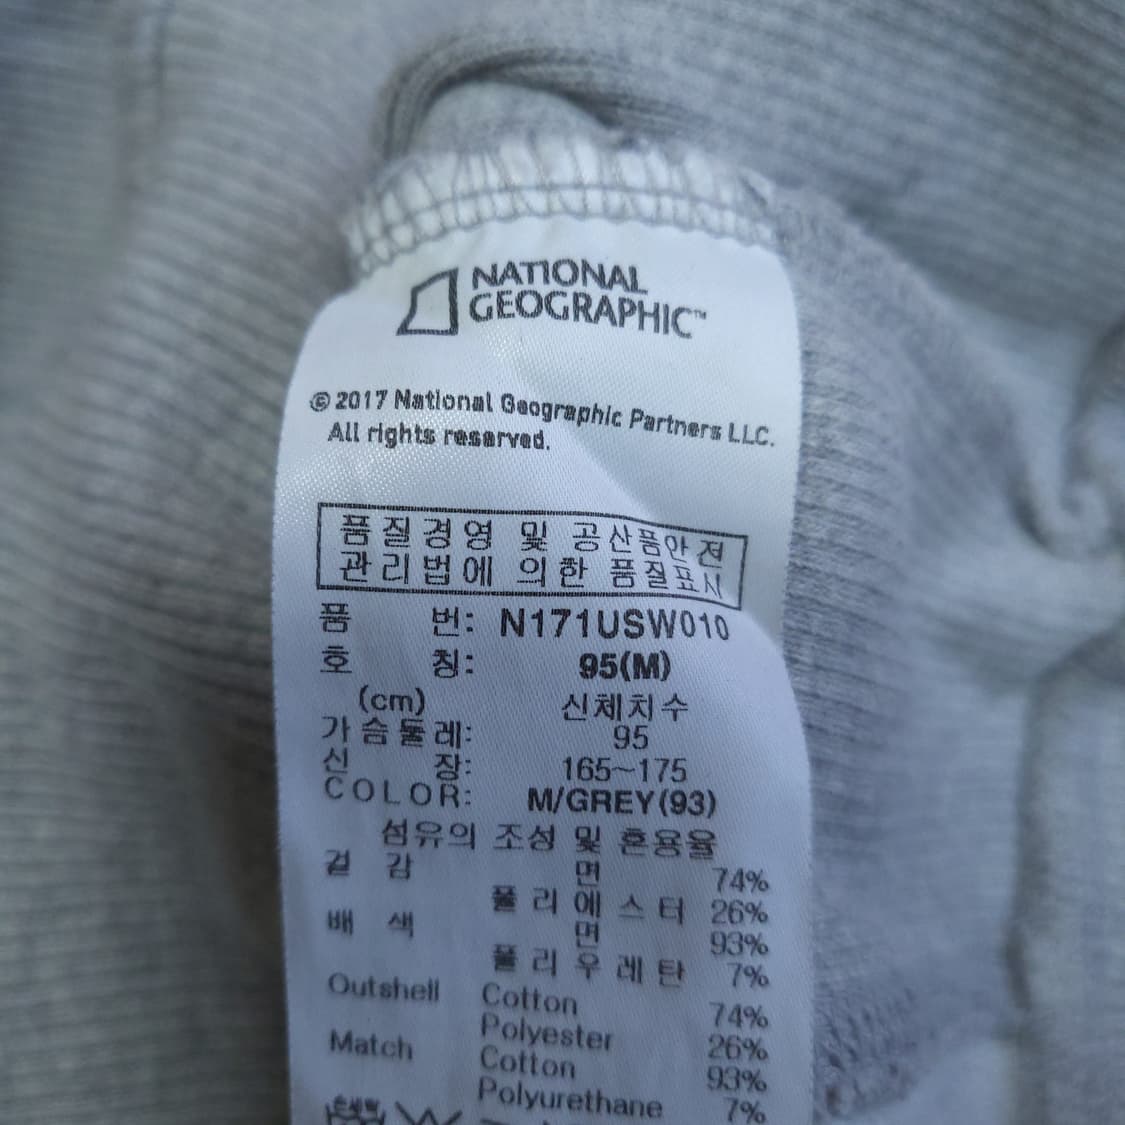 NATIONAL
GEOGRAPHIC™
© 2017 National Geographic Partners LLC.
All rights reserved.
품질경영 및 공산품안전
관리법에 의한 품질표시
품 번: N171USW010
호 칭: 95(M)
(cm) 신체치수
가슴둘레: 95
신 장: 165~175
COLOR: M/GREY(93)
섬유의 조성 및 혼용율
겉 감 면 74%
폴리에스터 26%
배 색 면 93%
폴리우레탄 7%
Outshell Cotton 74%
Polyester 26%
Match Cotton 93%
Polyurethane 7%
손세탁